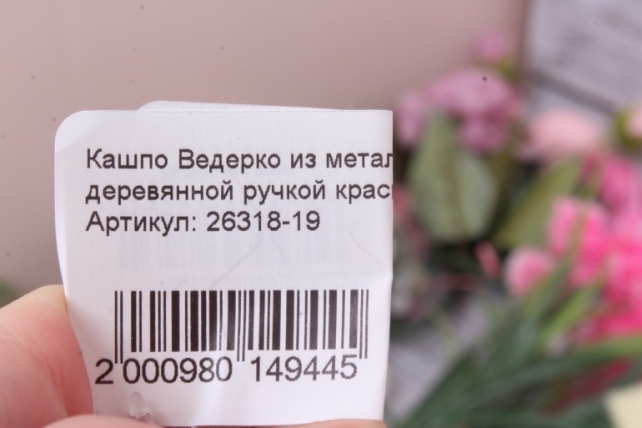 Кашпо Ведерко из метал
деревянной ручкой крас
Артикул: 26318-19
2 000980 149445